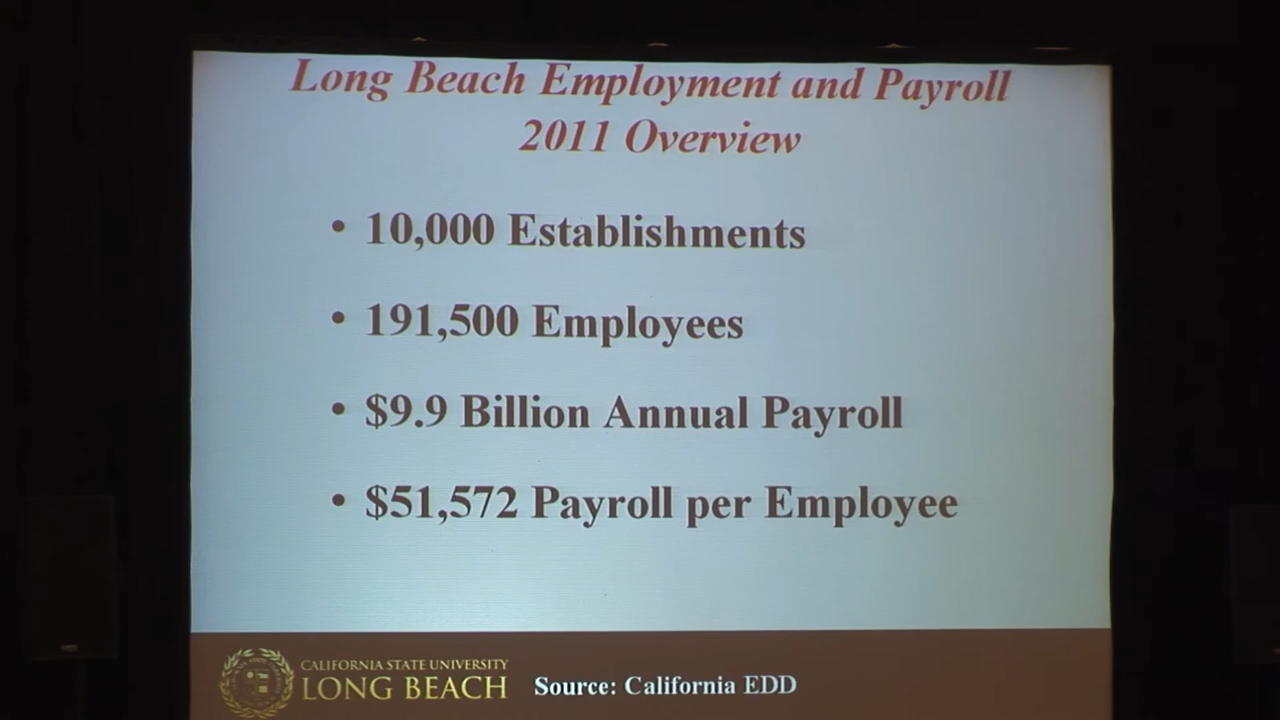 Long Beach Employment and Payroll
2011 Overview
• 10,000 Establishments
• 191,500 Employees
• $9.9 Billion Annual Payroll
• $51,572 Payroll per Employee
CALIFORNIA STATE UNIVERSITY
LONG BEACH
Source: California EDD